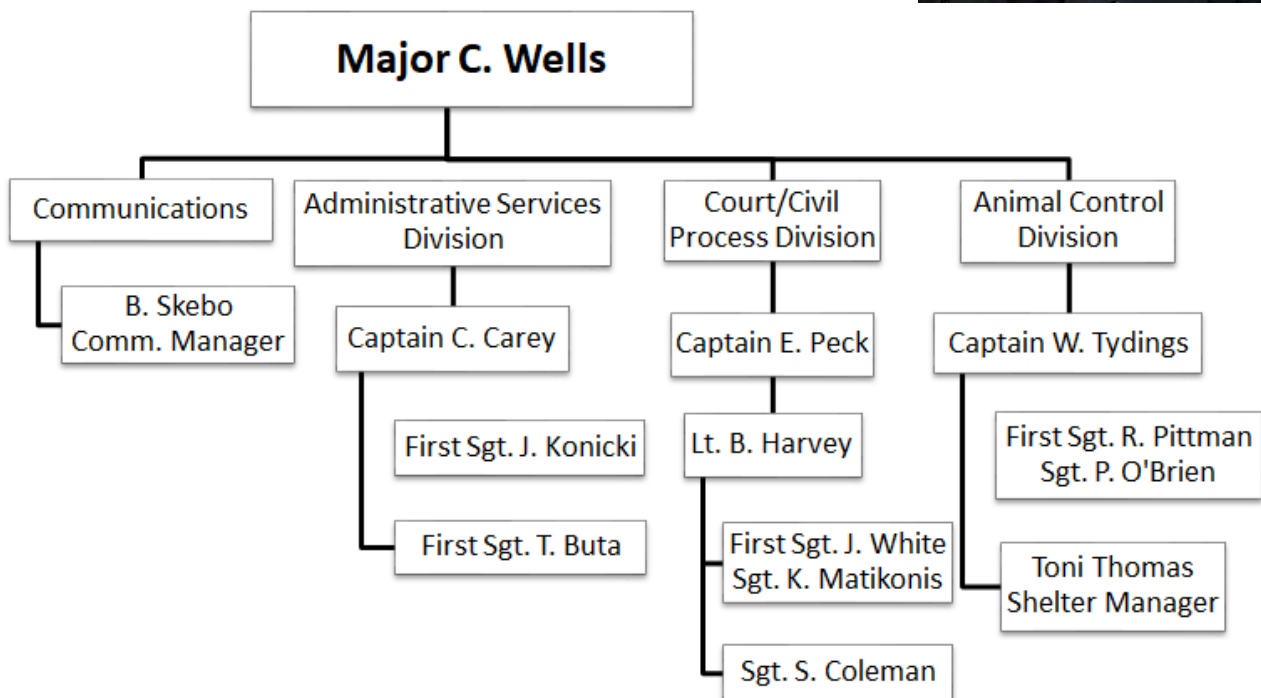 Major C. Wells
Communications
B. Skebo
Comm. Manager
Administrative Services
Division
Captain C. Carey
First Sgt. J. Konicki
First Sgt. T. Buta
Court/Civil
Process Division
Captain E. Peck
Lt. B. Harvey
First Sgt. J. White
Sgt. K. Matikonis
Sgt. S. Coleman
Animal Control
Division
Captain W. Tydings
First Sgt. R. Pittman
Sgt. P. O'Brien
Toni Thomas
Shelter Manager